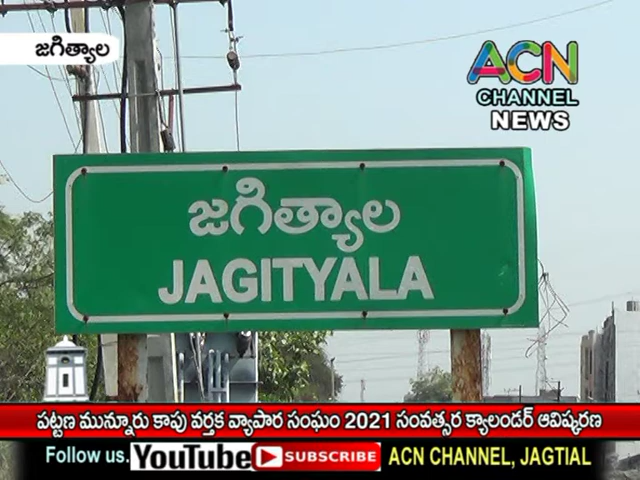 జగిత్యాల
ACN
CHANNEL
NEWS
జగిత్యాల
JAGITYALA
పట్టణ మున్నూరు కాపు వర్తక వ్యాపార సంఘం 2021 సంవత్సర క్యాలండర్ ఆవిష్కరణ
Follow us. YouTube SUBSCRIBE ACN CHANNEL, JAGTIAL